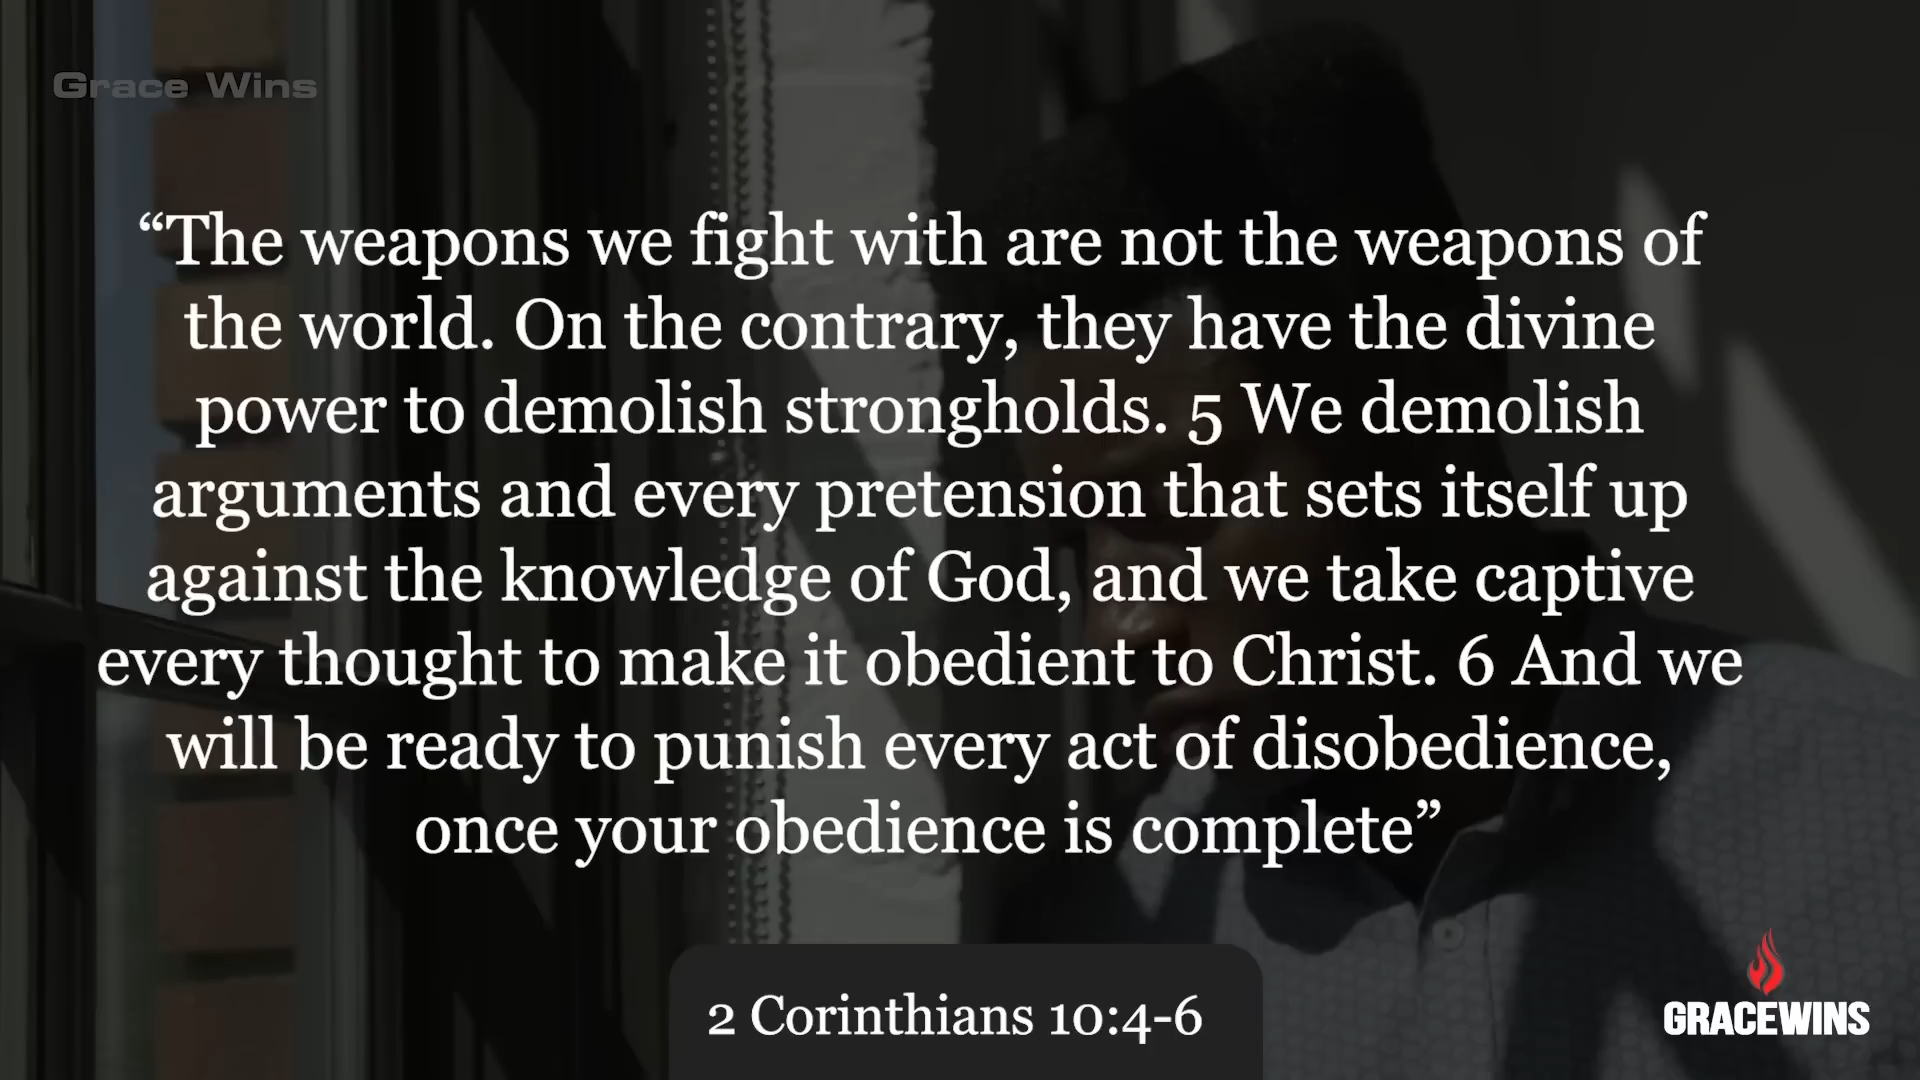 Grace Wins
“The weapons we fight with are not the weapons of
the world. On the contrary, they have the divine
power to demolish strongholds. 5 We demolish
arguments and every pretension that sets itself up
against the knowledge of God, and we take captive
every thought to make it obedient to Christ. 6 And we
will be ready to punish every act of disobedience,
once your obedience is complete”
2 Corinthians 10:4-6
GRACEWINS